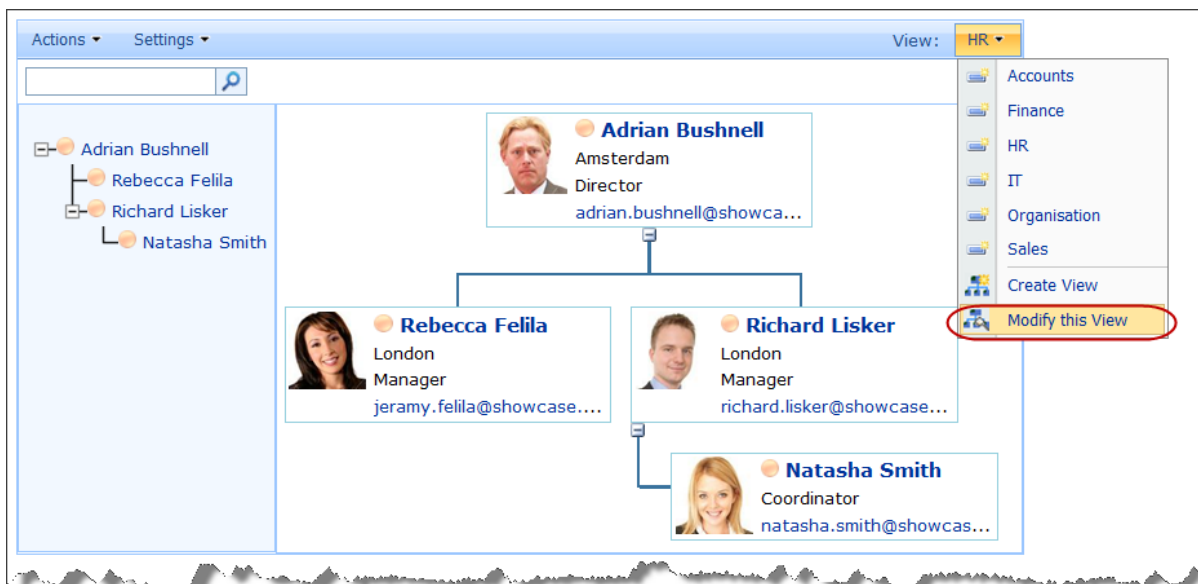 Actions Settings View: HR
Accounts
Finance
HR
IT
Organisation
Sales
Create View
Modify this View
Adrian Bushnell
Rebecca Felila
Richard Lisker
Natasha Smith
Adrian Bushnell
Amsterdam
Director
adrian.bushnell@showca...
Rebecca Felila
London
Manager
jeramy.felila@showcase....
Richard Lisker
London
Manager
richard.lisker@showcase...
Natasha Smith
Coordinator
natasha.smith@showcas...